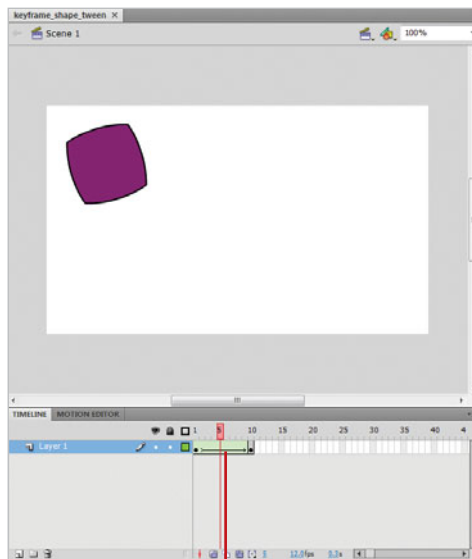 keyframe_shape_tween ×
Scene 1
100%
TIMELINE MOTION EDITOR
1 5 10 15 20 25 30 35 40 4
Layer 1
5 12.0fps 0.3s